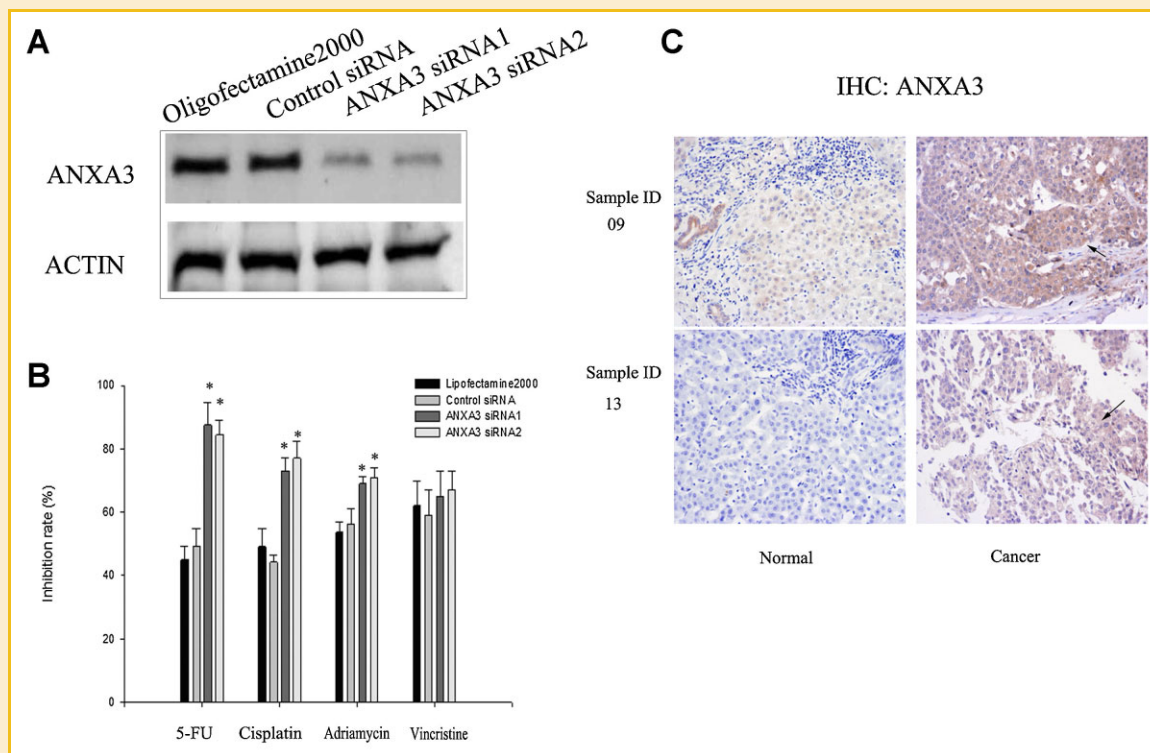 A
Oligofectamine2000
Control siRNA
ANXA3 siRNA1
ANXA3 siRNA2
ANXA3
ACTIN
B
100
80
60
40
20
0
Inhibition rate (%)
* *
* *
* *
Lipofectamine2000
Control siRNA
ANXA3 siRNA1
ANXA3 siRNA2
5-FU Cisplatin Adriamycin Vincristine
C
IHC: ANXA3
Sample ID
09
Sample ID
13
Normal Cancer